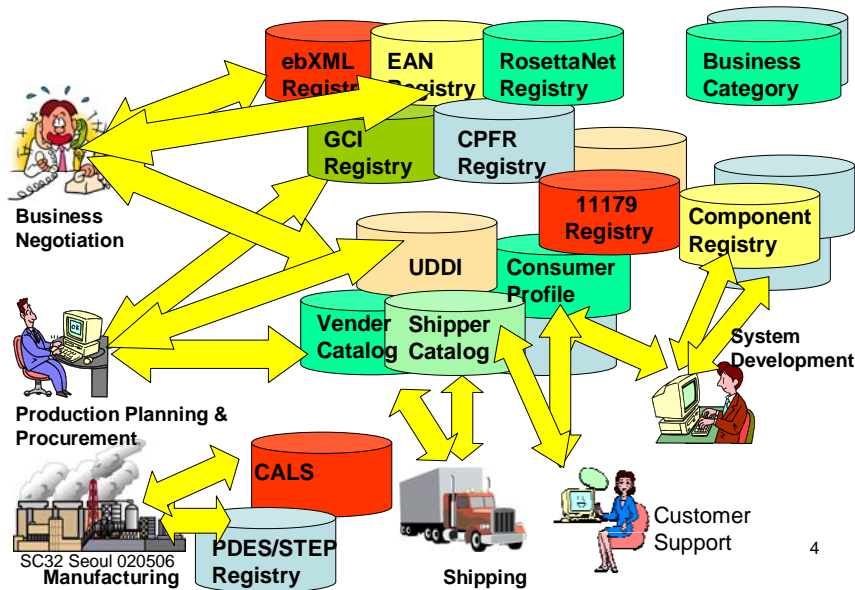 ebXML
Registry
EAN
Registry
RosettaNet
Registry
Business
Category
GCI
Registry
CPFR
Registry
Business
Negotiation
11179
Registry
Component
Registry
UDDI
Consumer
Profile
Vender
Catalog
Shipper
Catalog
System
Development
Production Planning &
Procurement
CALS
PDES/STEP
Registry
Customer
Support
4
SC32 Seoul 020506
Manufacturing
Shipping